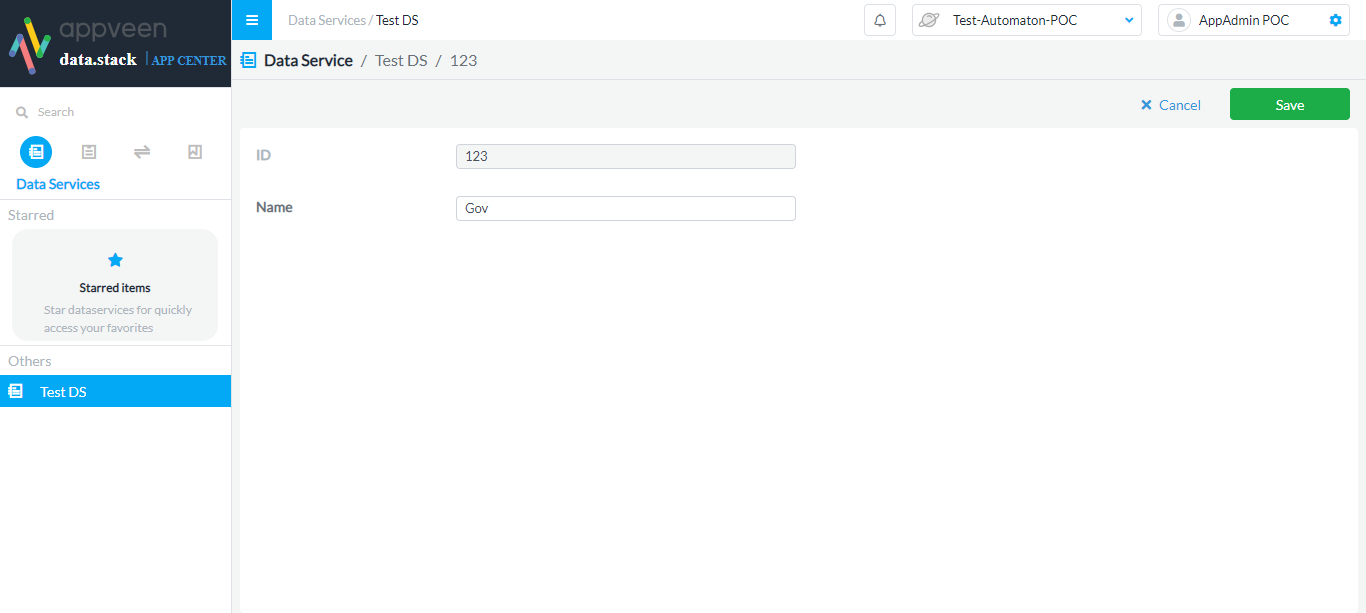 appveen
data.stack | APP CENTER
Data Services / Test DS
Test-Automaton-POC
AppAdmin POC
Data Service / Test DS / 123
Search
Cancel
Save
Data Services
ID
123
Name
Gov
Starred
Starred items
Star dataservices for quickly
access your favorites
Others
Test DS